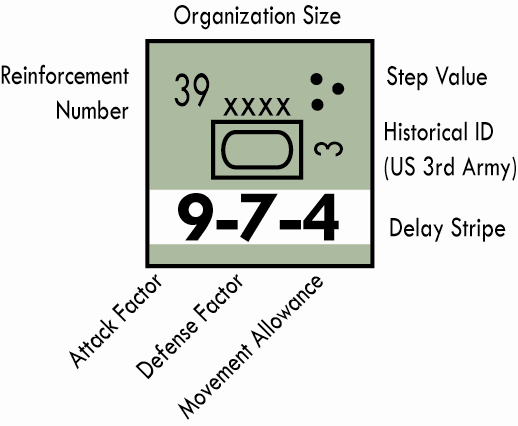 Organization Size
Reinforcement
Number
39
XXXX
Step Value
3
Historical ID
(US 3rd Army)
9-7-4
Delay Stripe
Attack Factor
Defense Factor
Movement Allowance